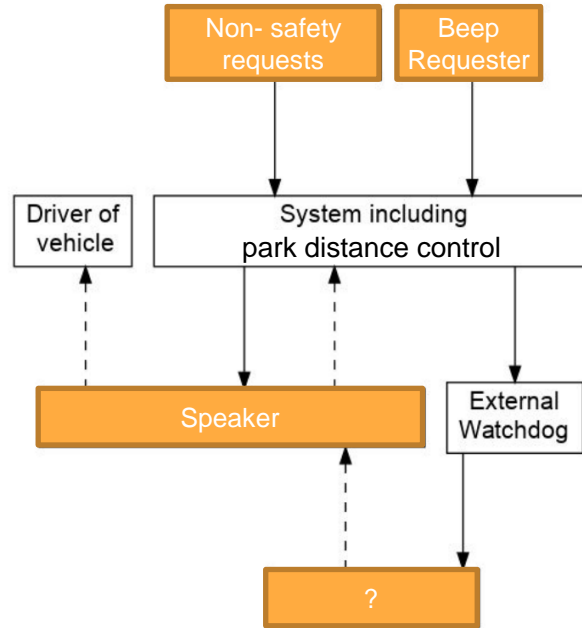 Non- safety
requests
Beep
Requester
Driver of
vehicle
System including
park distance control
Speaker
External
Watchdog
?